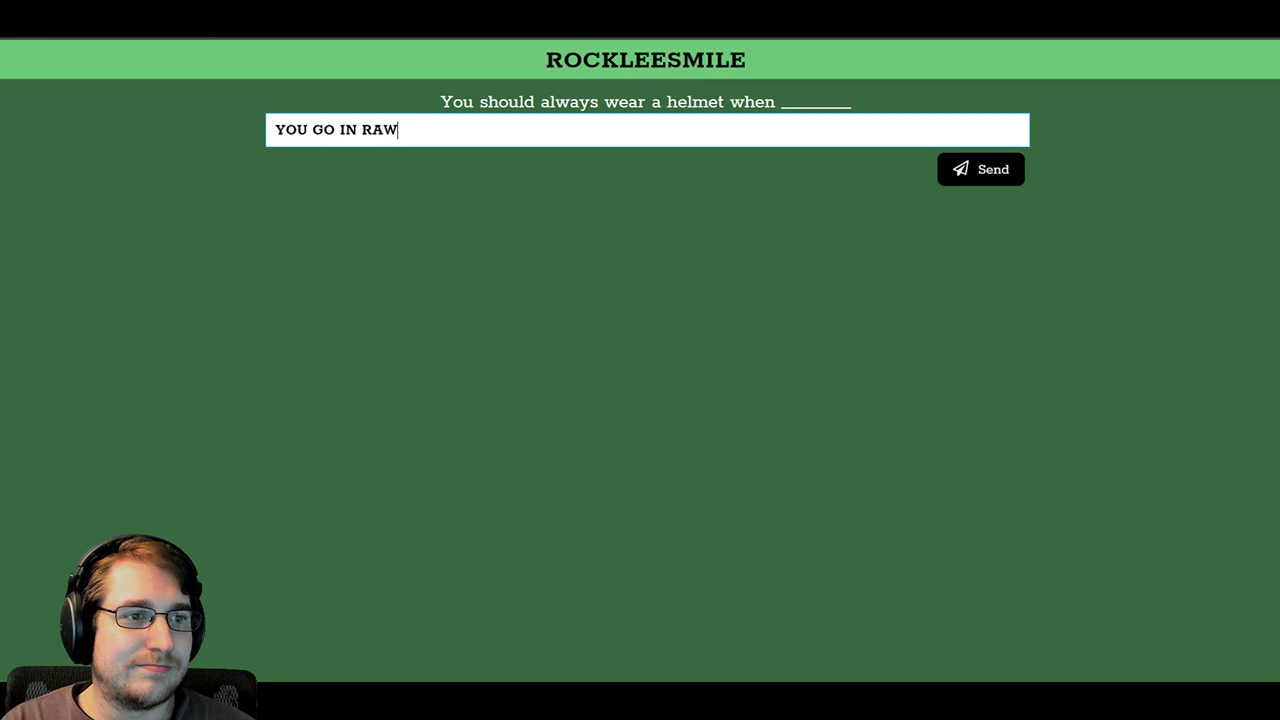 ROCKLEESMILE
You should always wear a helmet when ________
YOU GO IN RAW
Send